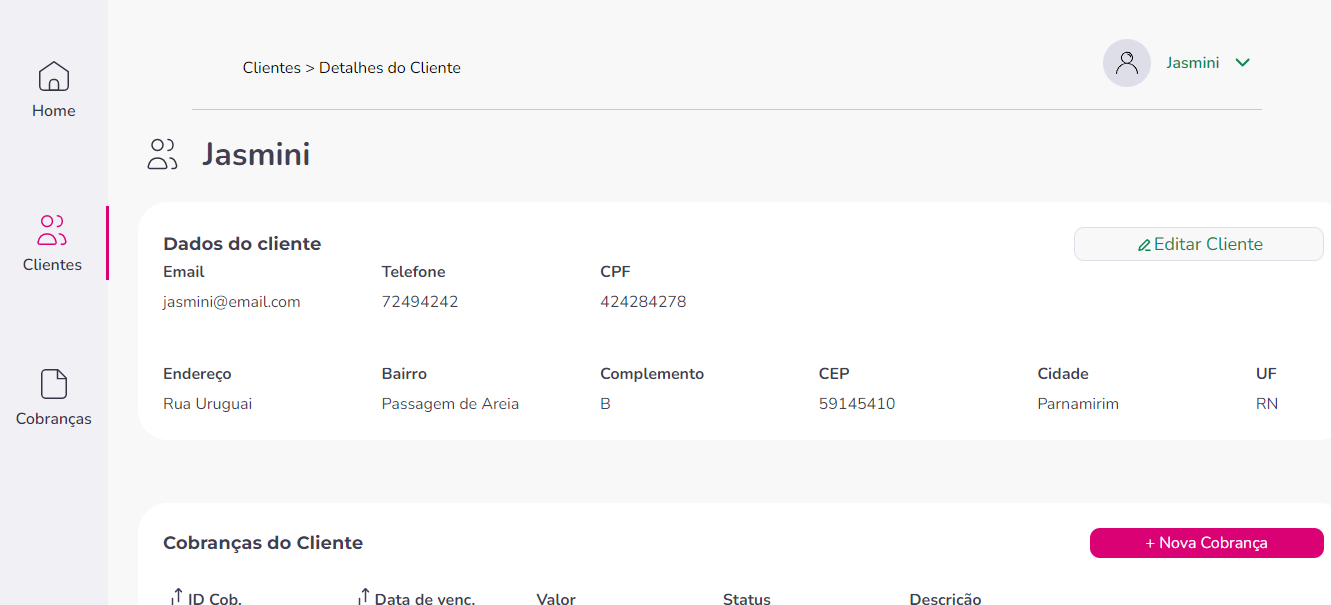 Clientes > Detalhes do Cliente
Jasmini
Home
Jasmini
Clientes
Cobranças
Dados do cliente
Editar Cliente
Email Telefone CPF
jasmini@email.com 72494242 424284278
Endereço Bairro Complemento CEP Cidade UF
Rua Uruguai Passagem de Areia B 59145410 Parnamirim RN
Cobranças do Cliente
+ Nova Cobrança
ID Cob. Data de venc. Valor Status Descrição